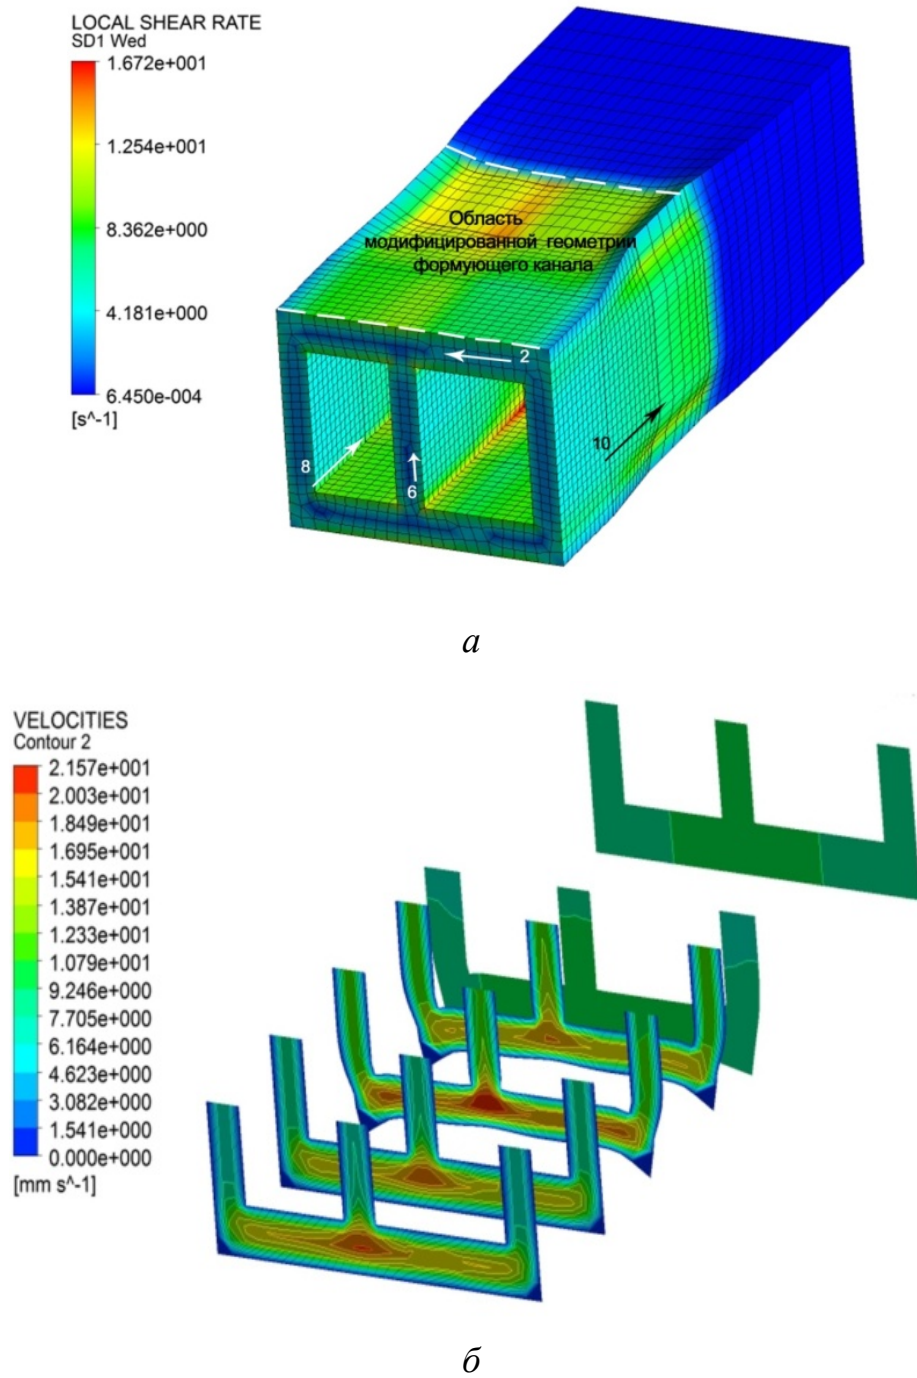 LOCAL SHEAR RATE
SD1 Wed
1.672e+001
1.254e+001
8.362e+000
4.181e+000
6.450e-004
[s^-1]
Область
модифицированной геометрии
формующего канала
2
10
8
6
а
VELOCITIES
Contour 2
2.157e+001
2.003e+001
1.849e+001
1.695e+001
1.541e+001
1.387e+001
1.233e+001
1.079e+001
9.246e+000
7.705e+000
6.164e+000
4.623e+000
3.082e+000
1.541e+000
0.000e+000
[mm s^-1]
б